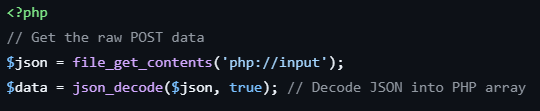 <?php
// Get the raw POST data
$json = file_get_contents('php://input');
$data = json_decode($json, true); // Decode JSON into PHP array